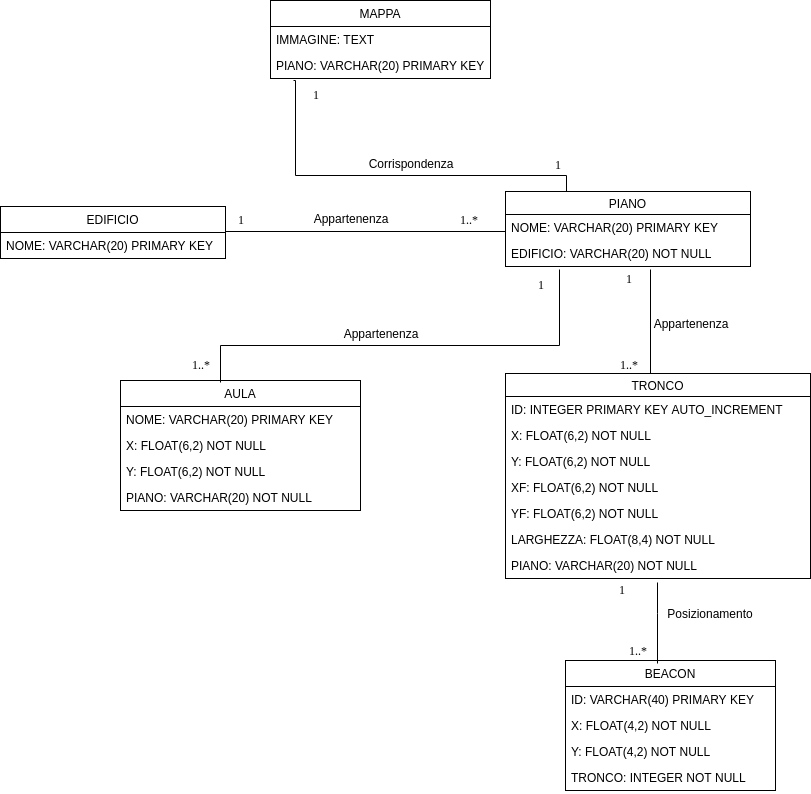 MAPPA
IMMAGINE: TEXT
PIANO: VARCHAR(20) PRIMARY KEY
1
Corrispondenza
1
EDIFICIO
NOME: VARCHAR(20) PRIMARY KEY
1
Appartenenza
1..*
PIANO
NOME: VARCHAR(20) PRIMARY KEY
EDIFICIO: VARCHAR(20) NOT NULL
1
1
Appartenenza
Appartenenza
1..*
1..*
AULA
NOME: VARCHAR(20) PRIMARY KEY
X: FLOAT(6,2) NOT NULL
Y: FLOAT(6,2) NOT NULL
PIANO: VARCHAR(20) NOT NULL
TRONCO
ID: INTEGER PRIMARY KEY AUTO_INCREMENT
X: FLOAT(6,2) NOT NULL
Y: FLOAT(6,2) NOT NULL
XF: FLOAT(6,2) NOT NULL
YF: FLOAT(6,2) NOT NULL
LARGHEZZA: FLOAT(8,4) NOT NULL
PIANO: VARCHAR(20) NOT NULL
1
Posizionamento
1..*
BEACON
ID: VARCHAR(40) PRIMARY KEY
X: FLOAT(4,2) NOT NULL
Y: FLOAT(4,2) NOT NULL
TRONCO: INTEGER NOT NULL